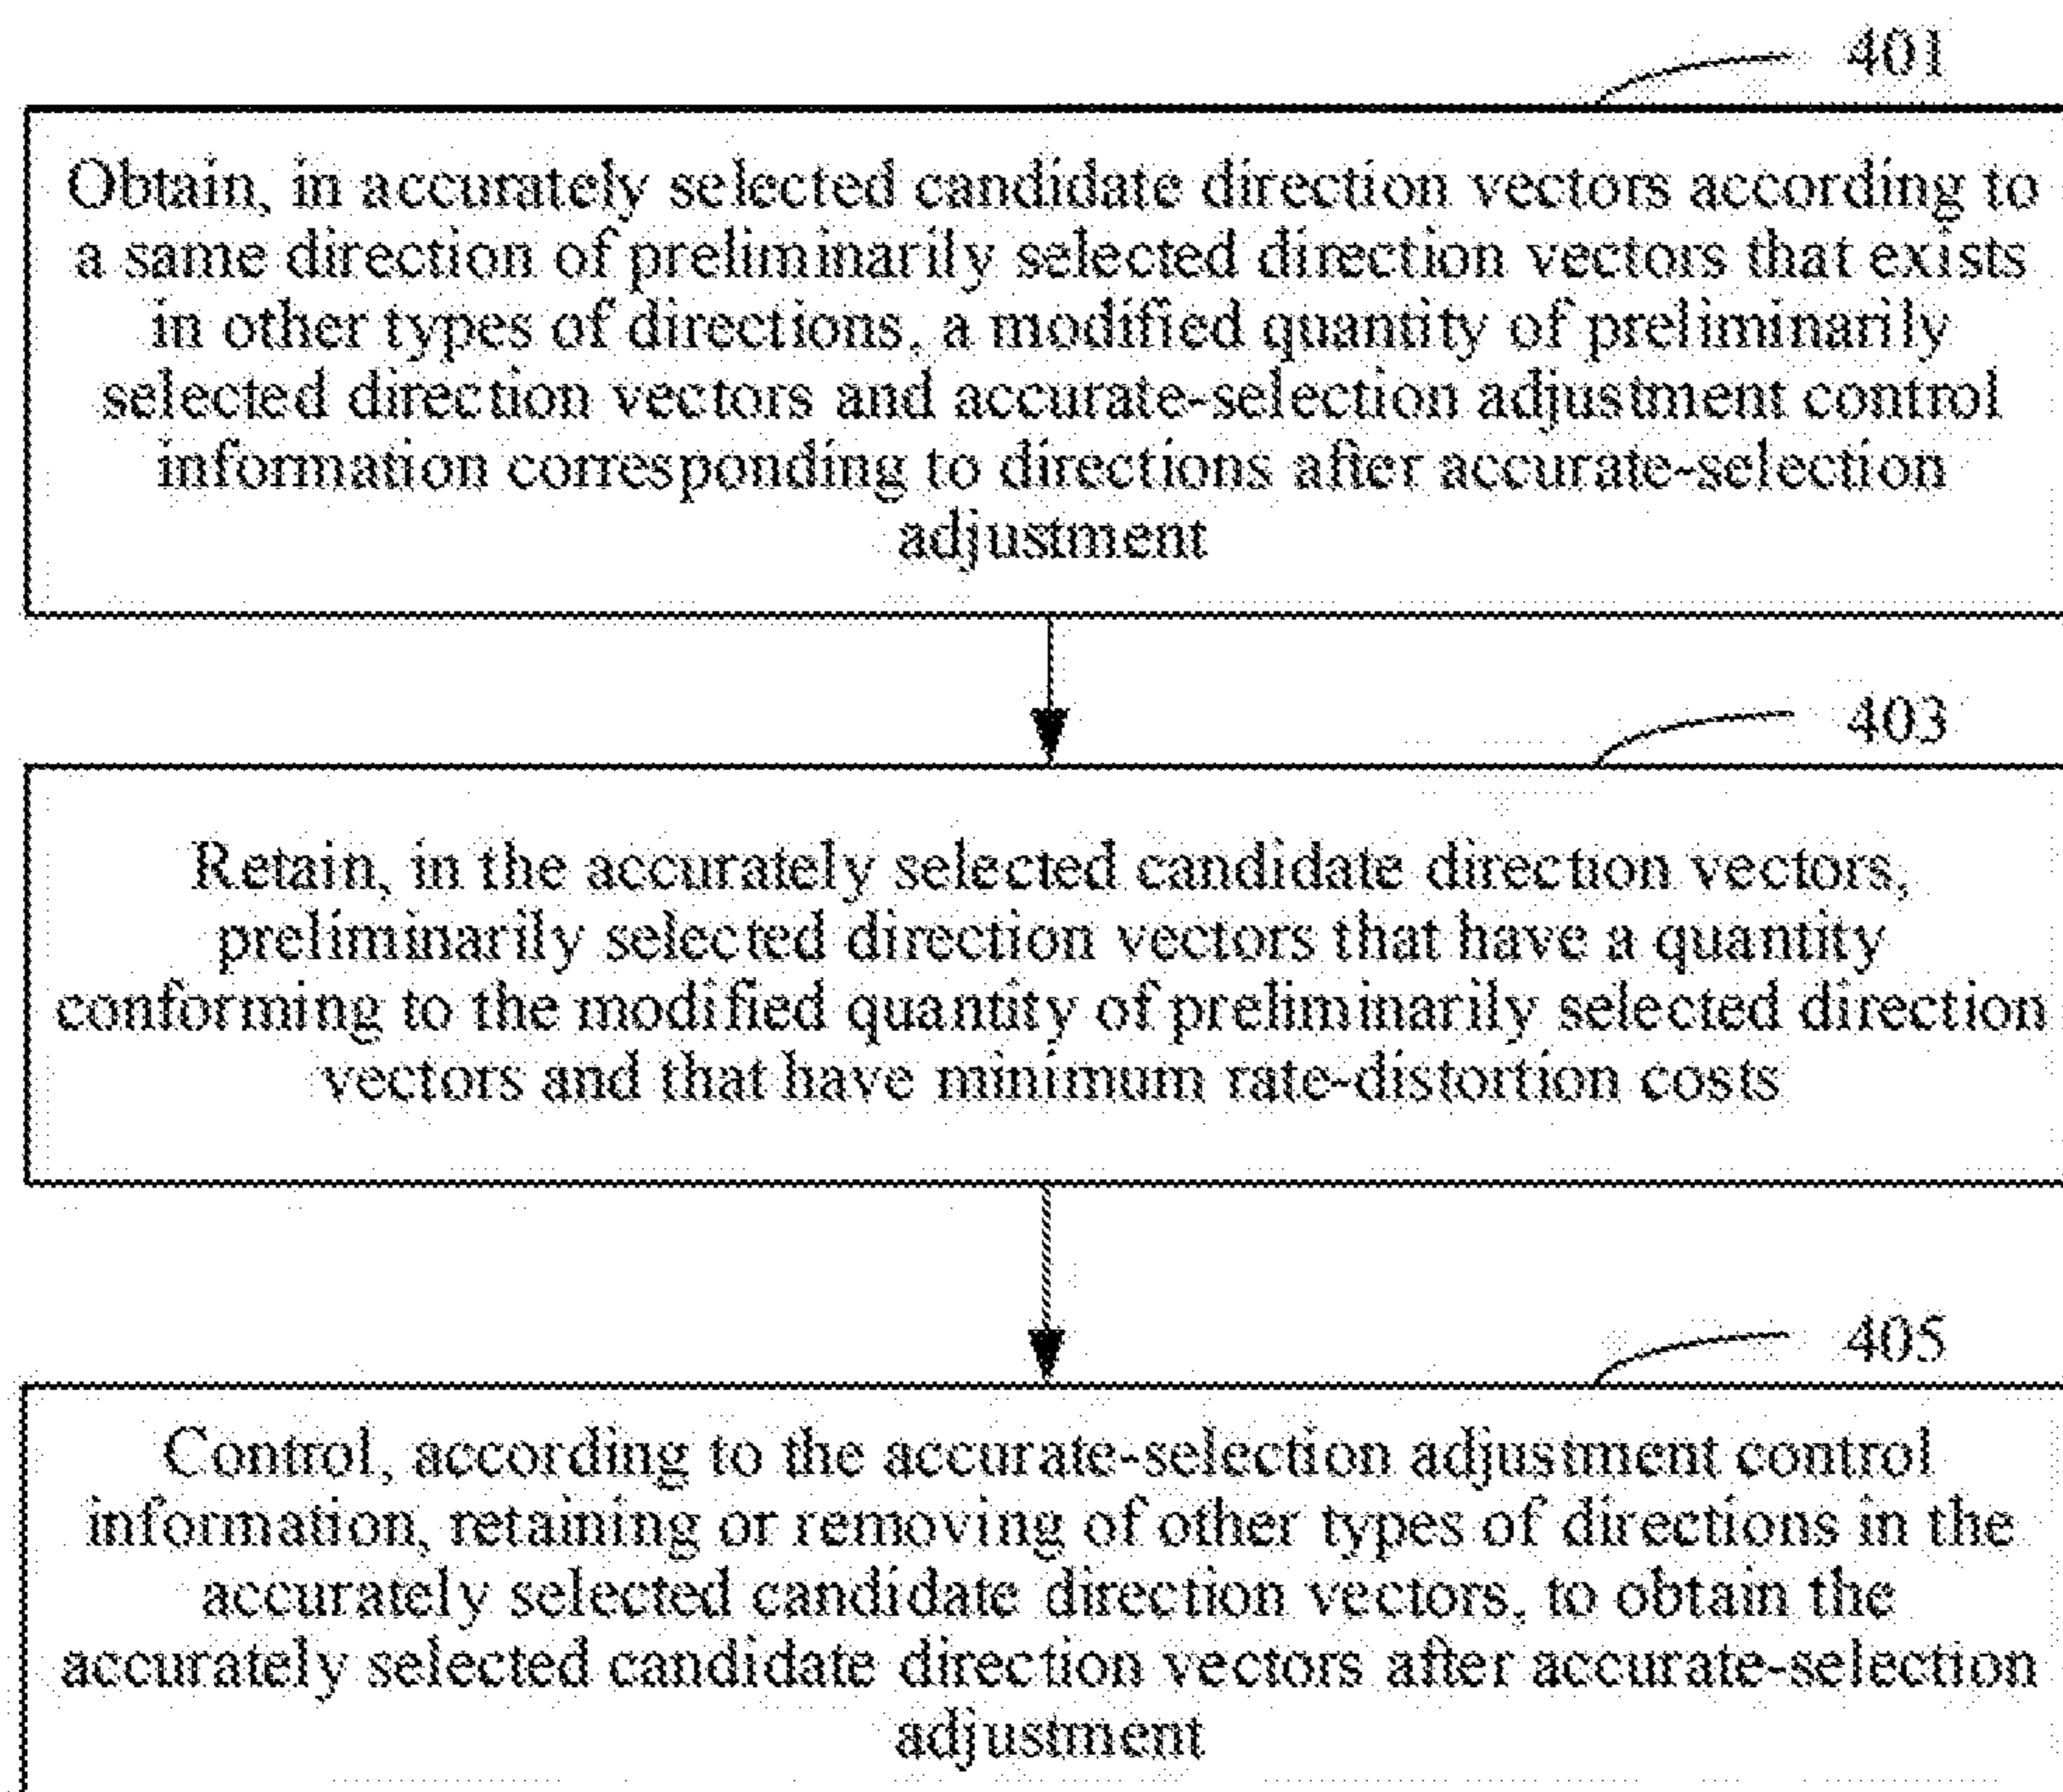 401
Obtain, in accurately selected candidate direction vectors according to
a same direction of preliminarily selected direction vectors that exists
in other types of directions, a modified quantity of preliminarily
selected direction vectors and accurate-selection adjustment control
information corresponding to directions after accurate-selection
adjustment
403
Retain, in the accurately selected candidate direction vectors,
preliminarily selected direction vectors that have a quantity
conforming to the modified quantity of preliminarily selected direction
vectors and that have minimum rate-distortion costs
405
Control, according to the accurate-selection adjustment control
information, retaining or removing of other types of directions in the
accurately selected candidate direction vectors, to obtain the
accurately selected candidate direction vectors after accurate-selection
adjustment